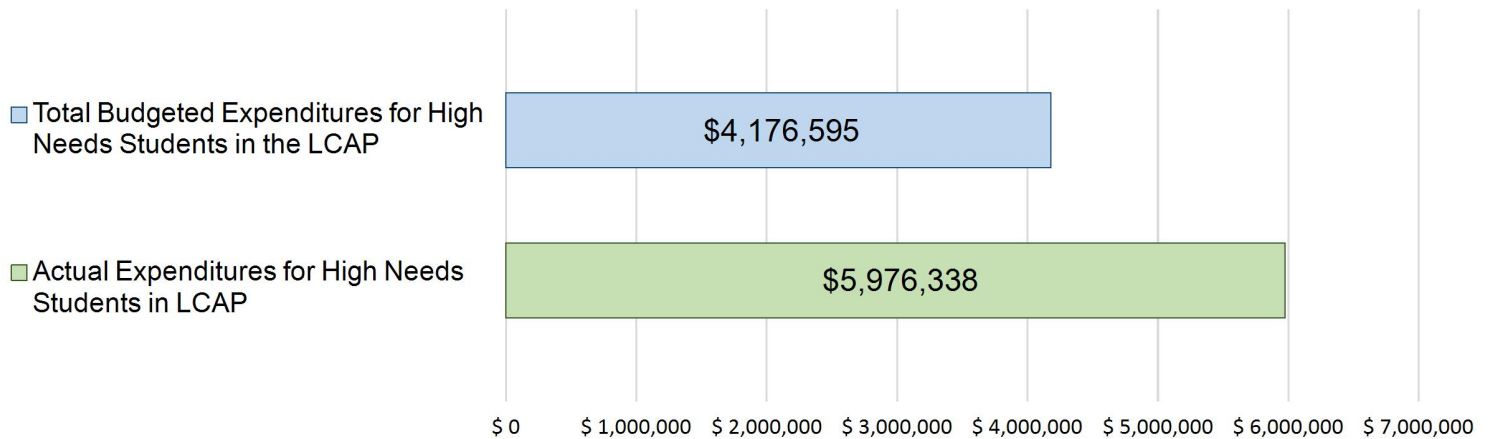 Total Budgeted Expenditures for High
Needs Students in the LCAP
$4,176,595
Actual Expenditures for High Needs
Students in LCAP
$5,976,338
$ 0 $ 1,000,000 $ 2,000,000 $ 3,000,000 $ 4,000,000 $ 5,000,000 $ 6,000,000 $ 7,000,000